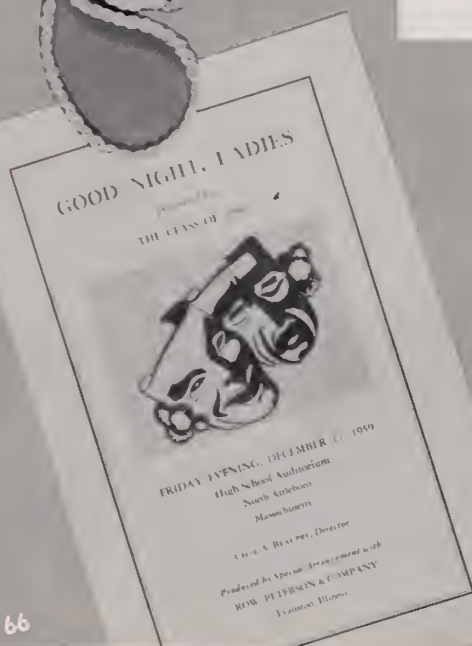 GOOD NIGHT, LADIES
THE CLASS OF
FRIDAY EVENING, DECEMBER 1959
High School Auditorium
North Attleboro
Massachusetts
Director
Produced by Special Arrangement with
ROW, PETERSON & COMPANY
Evanston, Illinois
66